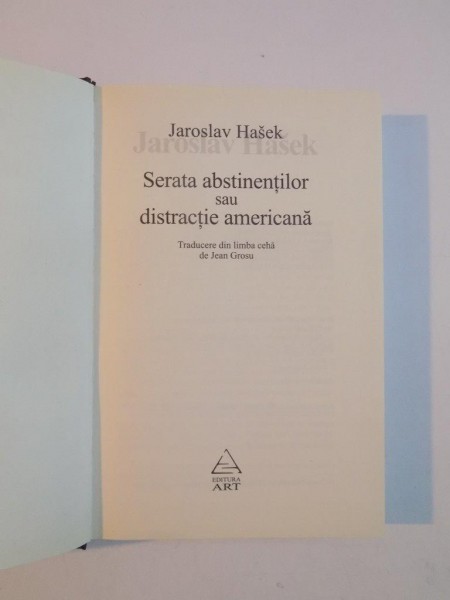 Jaroslav Hašek
Jaroslav Hašek
Serata abstinenților
sau
distracție americană
Traducere din limba cehă
de Jean Grosu
EDITURA
ART